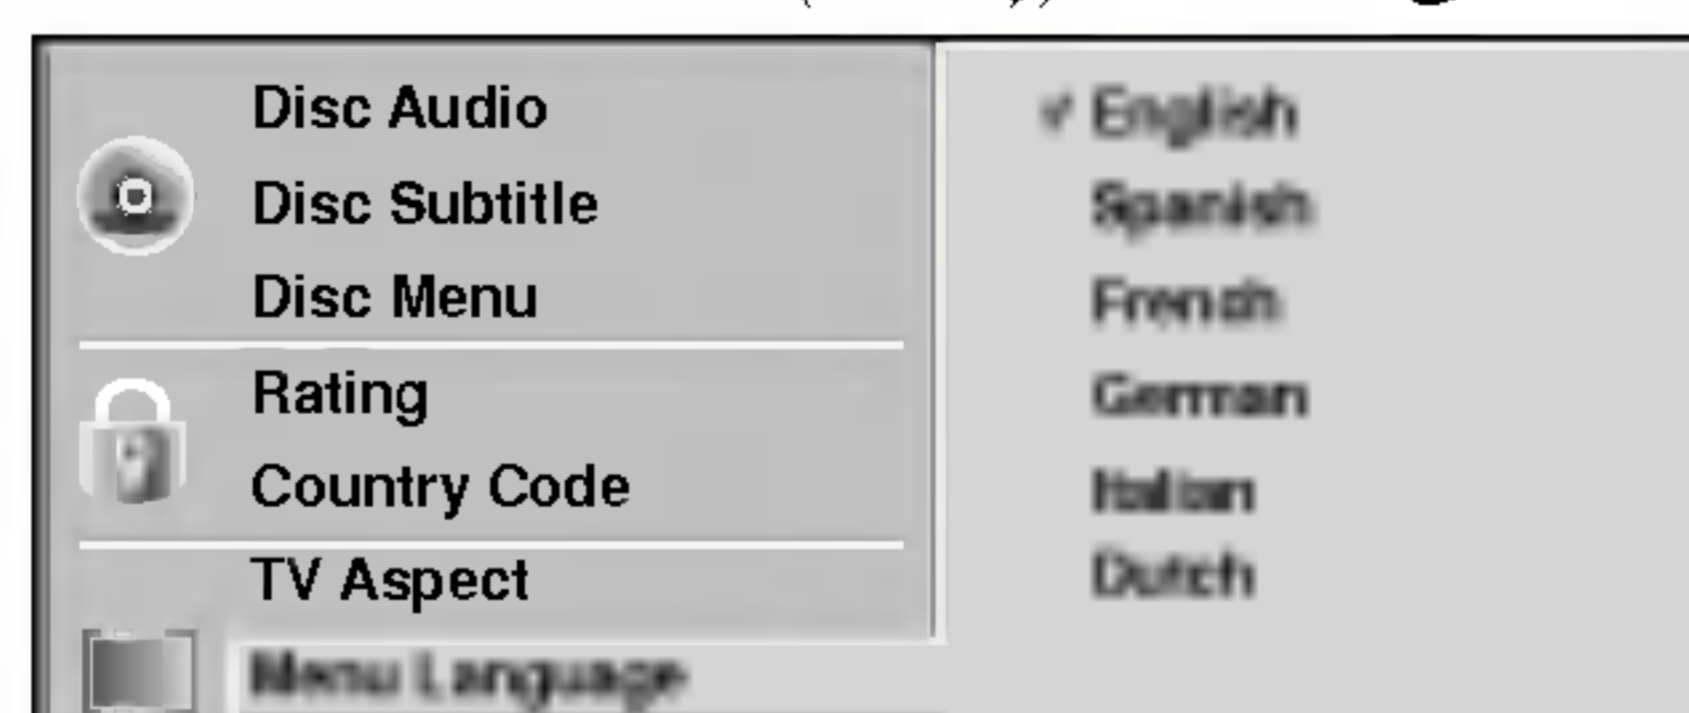 Disc Audio
Disc Subtitle
Disc Menu
Rating
Country Code
TV Aspect
Menu Language
✓ English
Spanish
French
German
Italian
Dutch